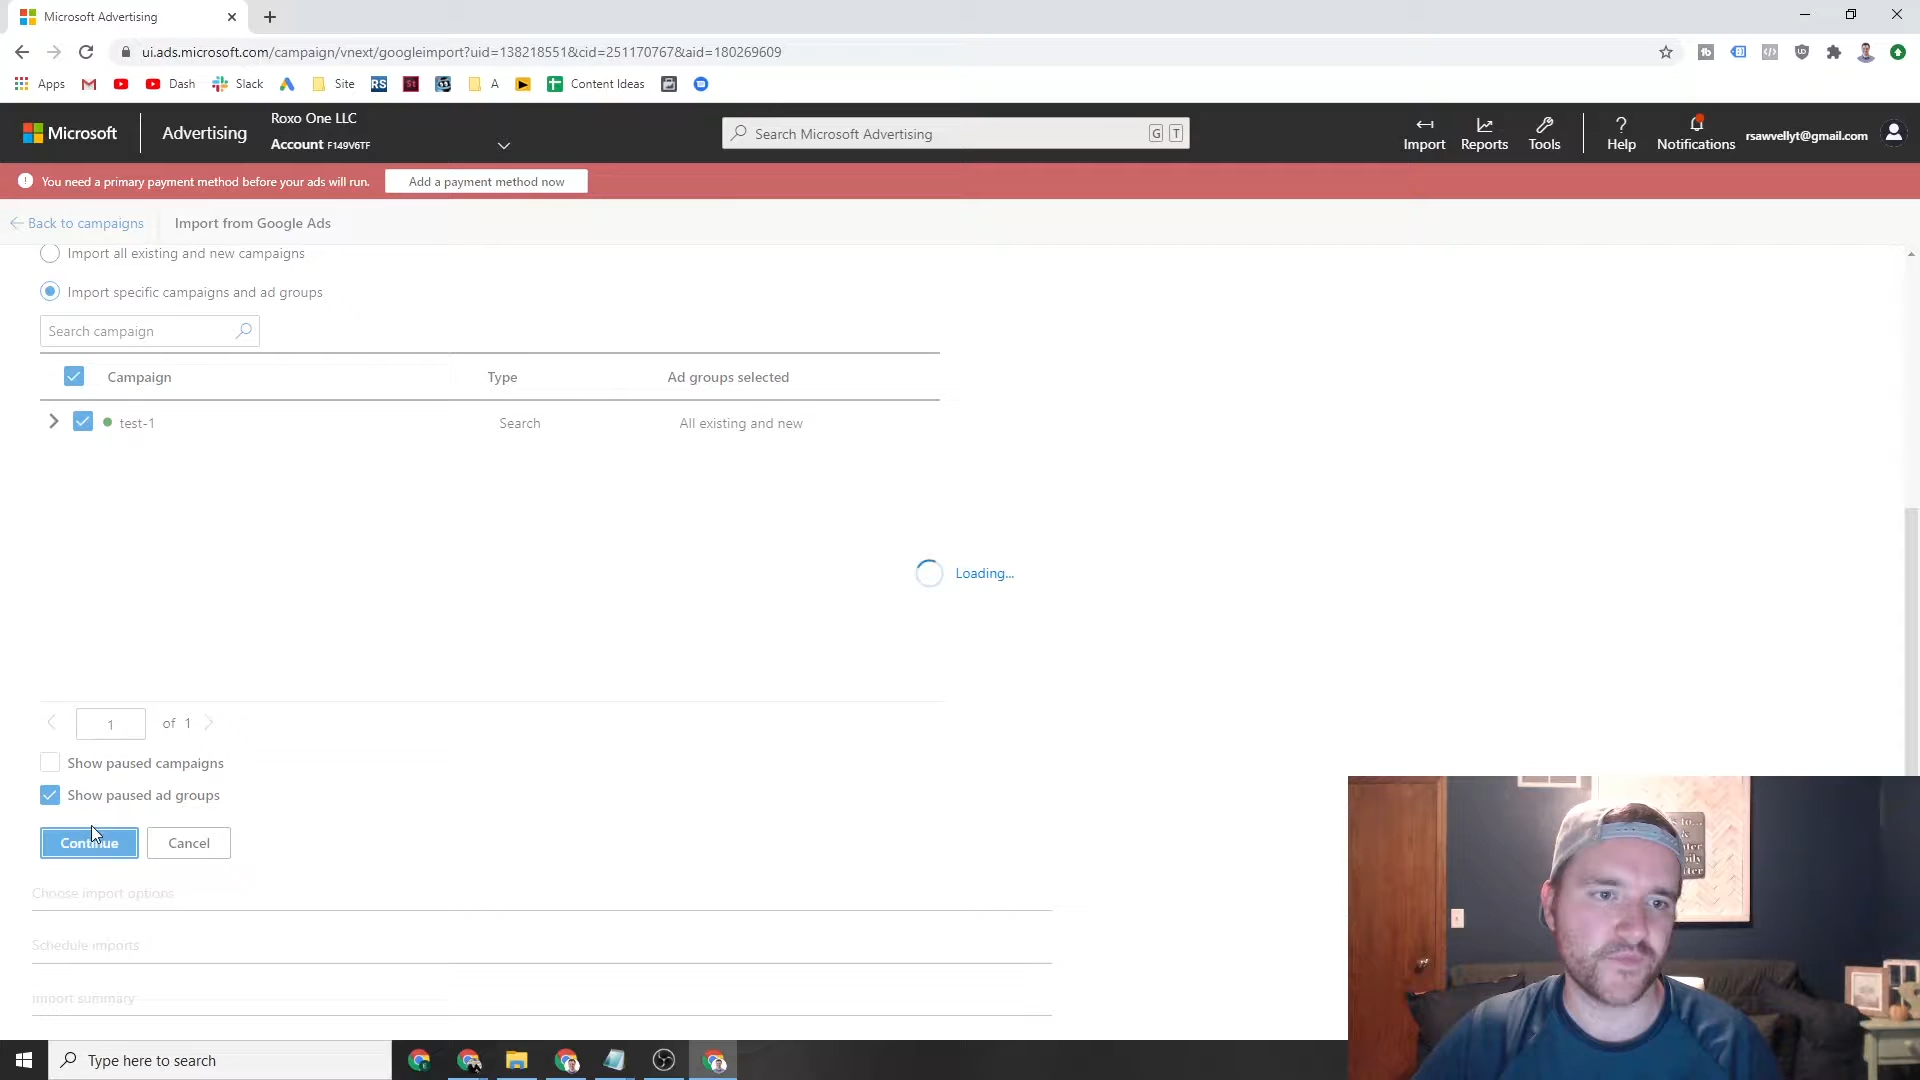 Microsoft Advertising
ui.ads.microsoft.com/campaign/vnext/googleimport?uid=138218551&cid=251170767&aid=180269609
Apps
Dash
Slack
Site
RS
St
A
Content Ideas
Microsoft
Advertising
Roxo One LLC
Account F149V6TF
Search Microsoft Advertising
G
T
Import
Reports
Tools
Help
Notifications
rsawvellyt@gmail.com
You need a primary payment method before your ads will run.
Add a payment method now
Back to campaigns
Import from Google Ads
Import all existing and new campaigns
Import specific campaigns and ad groups
Search campaign
Campaign
Type
Ad groups selected
test-1
Search
All existing and new
Loading...
1
of 1
Show paused campaigns
Show paused ad groups
Continue
Cancel
Choose import options
Schedule imports
Import summary
Type here to search